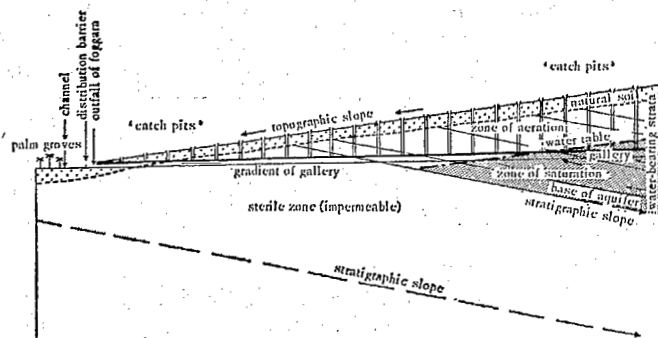 channel
distribution barrier
outfall of foggara
palm groves
'catch pits'
topographic slope
'catch pits'
natural soil
zone of aeration
water table
gallery
zone of saturation
base of aquifer
stratigraphic slope
water-bearing strata
gradient of gallery
sterile zone (impermeable)
stratigraphic slope